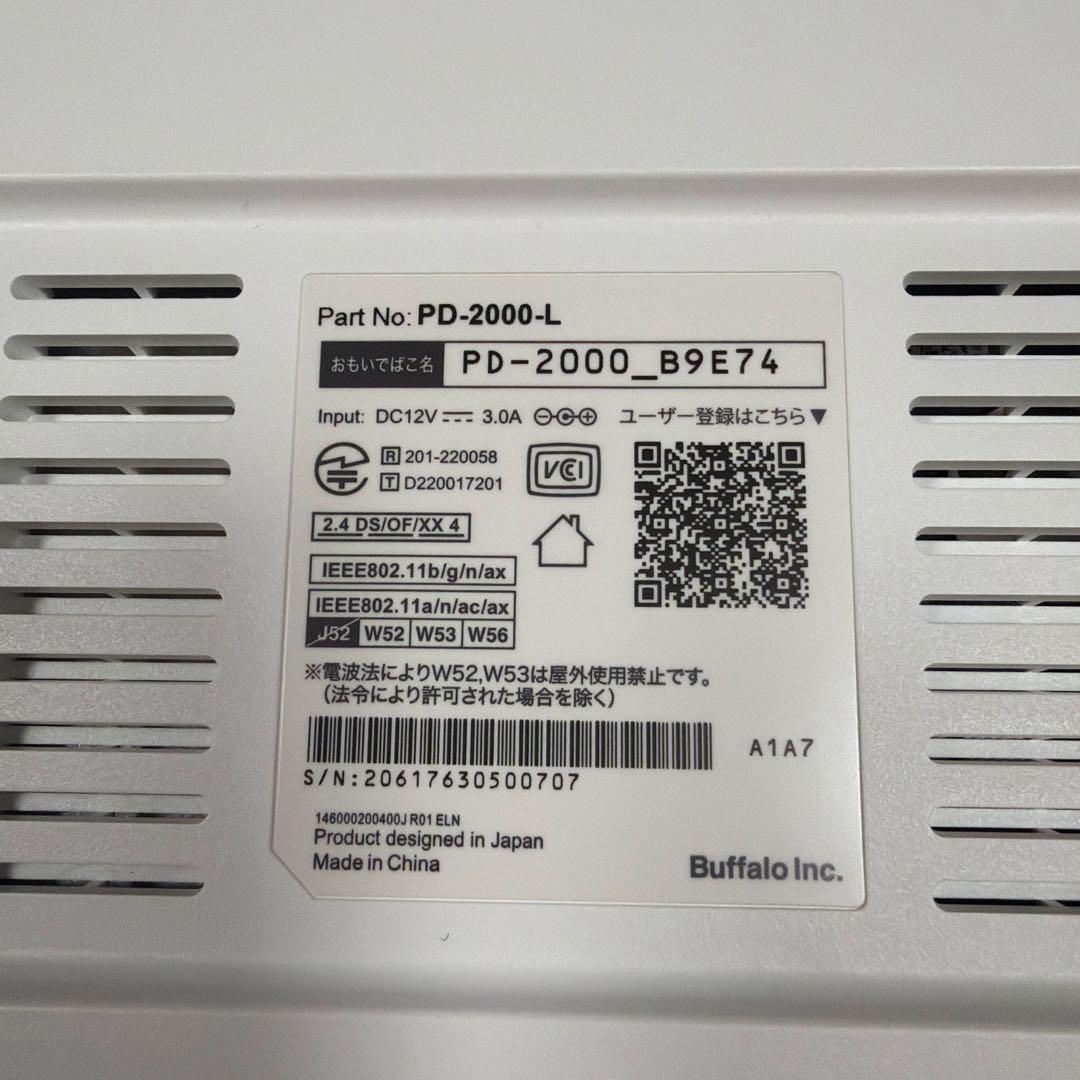 Part No: PD-2000-L
おもいでばこ名 PD-2000_B9E74
Input: DC12V 3.0A ユーザー登録はこちら▼
R 201-220058
T D220017201
VCCI
2.4 DS/OF/XX 4
IEEE802.11b/g/n/ax
IEEE802.11a/n/ac/ax
J52 W52 W53 W56
※電波法によりW52,W53は屋外使用禁止です。
（法令により許可された場合を除く）
A1A7
S/N:20617630500707
146000200400J R01 ELN
Product designed in Japan
Made in China
Buffalo Inc.